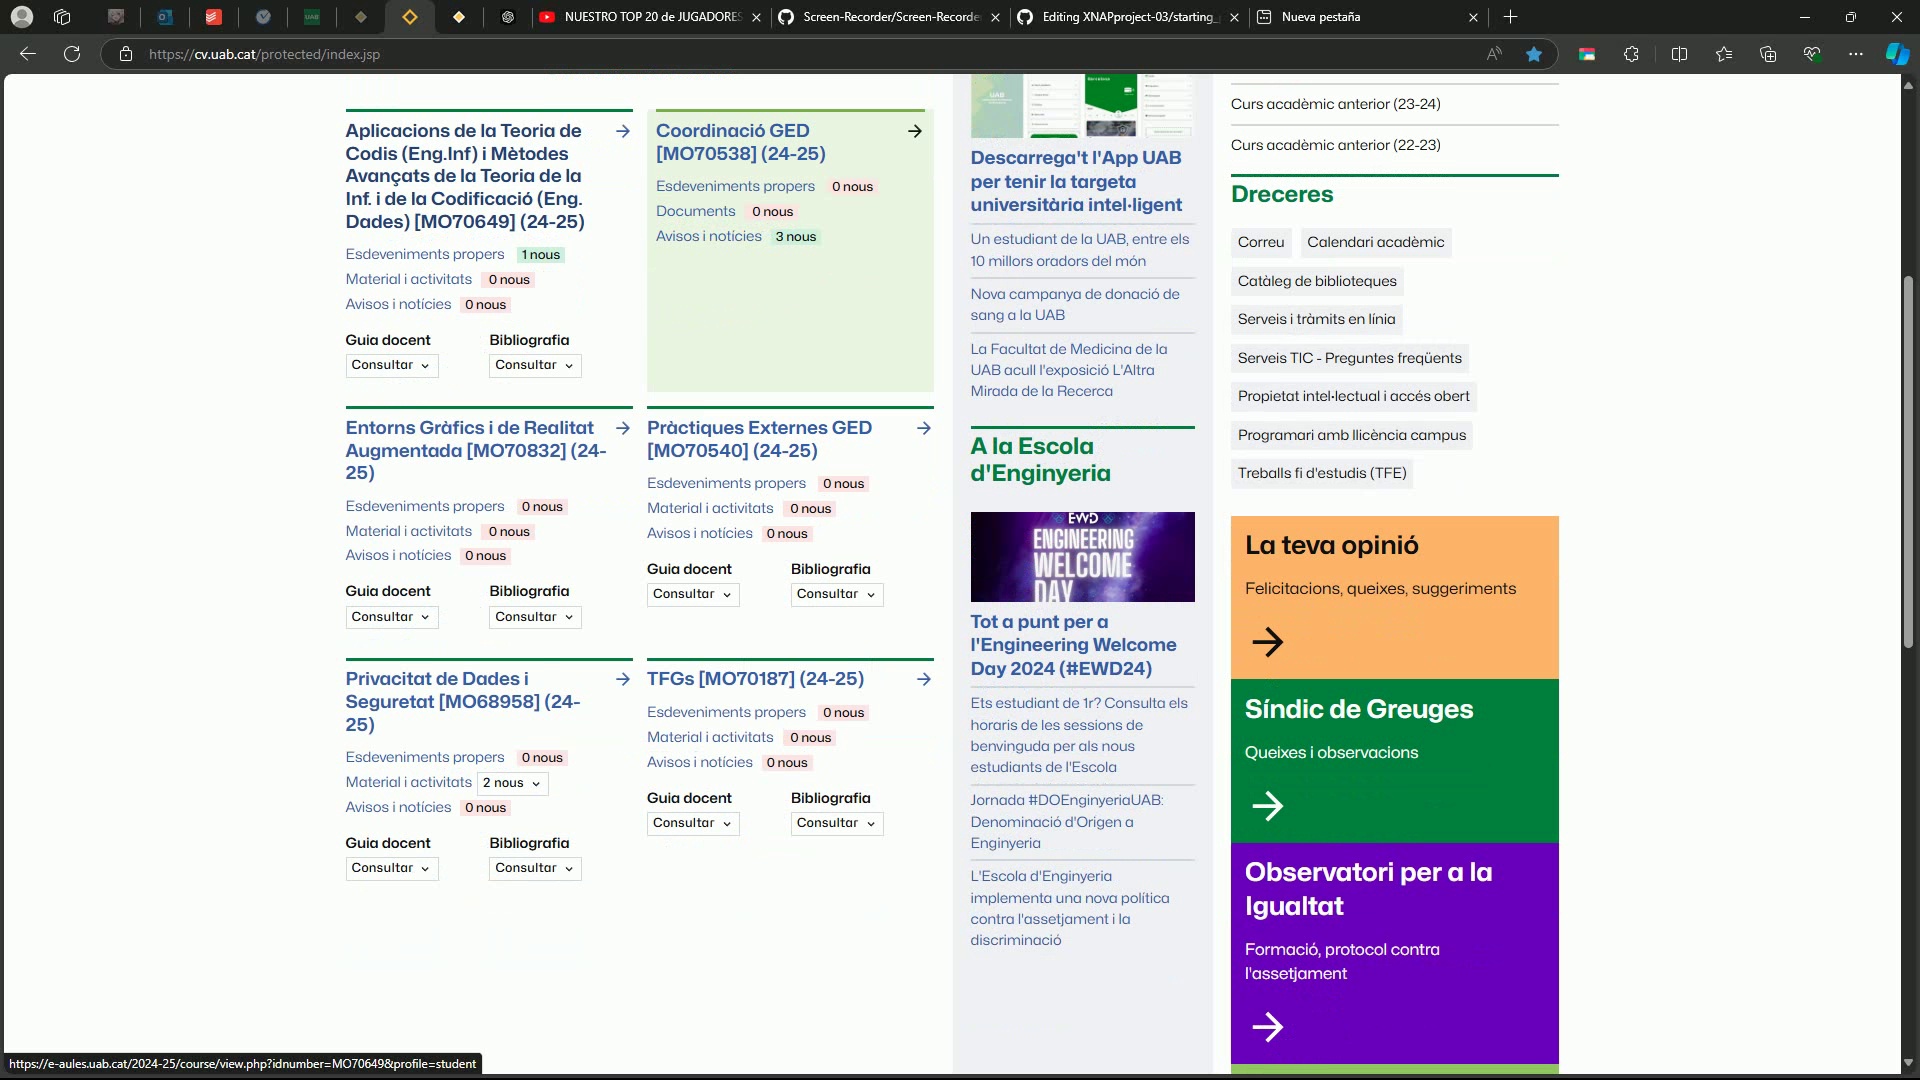 NUESTRO TOP 20 de JUGADORES
Screen-Recorder/Screen-Recorde
Editing XNAPproject-03/starting_
Nueva pestaña
https://cv.uab.cat/protected/index.jsp
Aplicacions de la Teoria de
Codis (Eng.Inf) i Mètodes
Avançats de la Teoria de la
Inf. i de la Codificació (Eng.
Dades) [MO70649] (24-25)
Esdeveniments propers 1 nous
Material i activitats 0 nous
Avisos i notícies 0 nous
Guia docent Bibliografia
Consultar Consultar
Coordinació GED
[MO70538] (24-25)
Esdeveniments propers 0 nous
Documents 0 nous
Avisos i notícies 3 nous
Entorns Gràfics i de Realitat
Augmentada [MO70832] (24-
25)
Esdeveniments propers 0 nous
Material i activitats 0 nous
Avisos i notícies 0 nous
Guia docent Bibliografia
Consultar Consultar
Pràctiques Externes GED
[MO70540] (24-25)
Esdeveniments propers 0 nous
Material i activitats 0 nous
Avisos i notícies 0 nous
Guia docent Bibliografia
Consultar Consultar
Privacitat de Dades i
Seguretat [MO68958] (24-
25)
Esdeveniments propers 0 nous
Material i activitats 2 nous
Avisos i notícies 0 nous
Guia docent Bibliografia
Consultar Consultar
TFGs [MO70187] (24-25)
Esdeveniments propers 0 nous
Material i activitats 0 nous
Avisos i notícies 0 nous
Guia docent Bibliografia
Consultar Consultar
Descarrega't l'App UAB
per tenir la targeta
universitària intel·ligent
Un estudiant de la UAB, entre els
10 millors oradors del món
Nova campanya de donació de
sang a la UAB
La Facultat de Medicina de la
UAB acull l'exposició L'Altra
Mirada de la Recerca
A la Escola
d'Enginyeria
EWD
ENGINEERING
WELCOME
DAY
Tot a punt per a
l'Engineering Welcome
Day 2024 (#EWD24)
Ets estudiant de 1r? Consulta els
horaris de les sessions de
benvinguda per als nous
estudiants de l'Escola
Jornada #DOEnginyeriaUAB:
Denominació d'Origen a
Enginyeria
L'Escola d'Enginyeria
implementa una nova política
contra l'assetjament i la
discriminació
Curs acadèmic anterior (23-24)
Curs acadèmic anterior (22-23)
Dreceres
Correu Calendari acadèmic
Catàleg de biblioteques
Serveis i tràmits en línia
Serveis TIC - Preguntes freqüents
Propietat intel·lectual i accés obert
Programari amb llicència campus
Treballs fi d'estudis (TFE)
La teva opinió
Felicitacions, queixes, suggeriments
Síndic de Greuges
Queixes i observacions
Observatori per a la
Igualtat
Formació, protocol contra
l'assetjament
https://e-aules.uab.cat/2024-25/course/view.php?idnumber=MO70649&profile=student